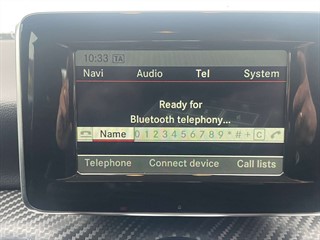 10:33 TA
Navi Audio Tel System
Ready for
Bluetooth telephony...
Name 0 1 2 3 4 5 6 7 8 9 * # + C
Telephone Connect device Call lists